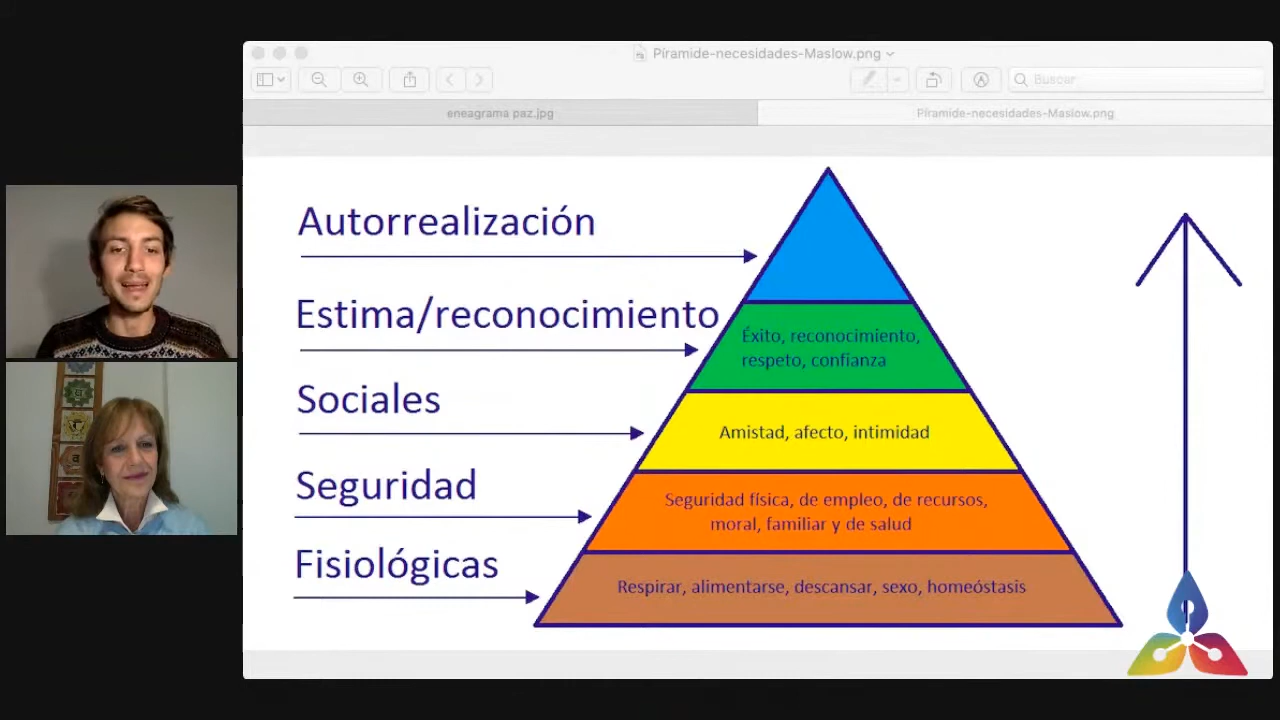 Píramide-necesidades-Maslow.png
Buscar
eneagrama paz.jpg
Píramide-necesidades-Maslow.png
Autorrealización
Estima/reconocimiento
Éxito, reconocimiento,
respeto, confianza
Sociales
Amistad, afecto, intimidad
Seguridad
Seguridad física, de empleo, de recursos,
moral, familiar y de salud
Fisiológicas
Respirar, alimentarse, descansar, sexo, homeóstasis